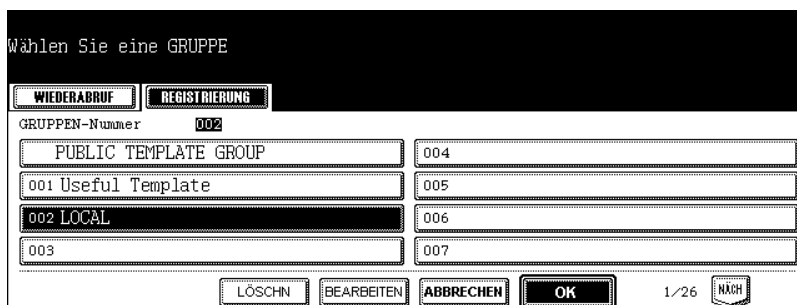 Wählen Sie eine GRUPPE
WIEDERABRUF REGISTRIERUNG
GRUPPEN-Nummer 002
PUBLIC TEMPLATE GROUP
001 Useful Template
002 LOCAL
003
004
005
006
007
LÖSCHN BEARBEITEN ABBRECHEN OK 1/26 NÄCH